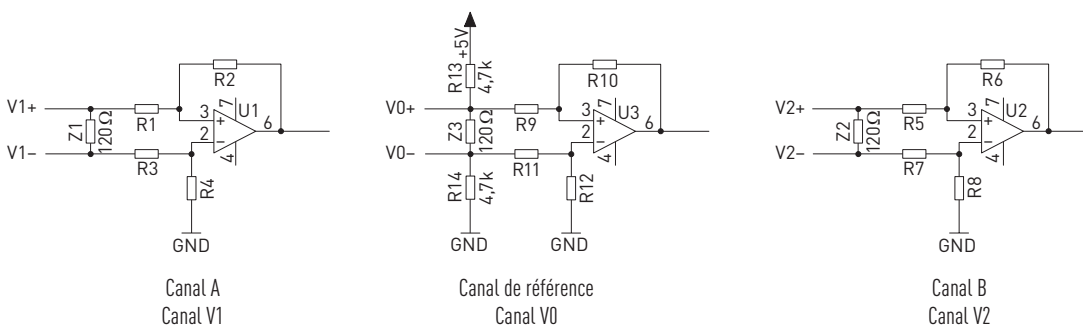 R2
V1+
R1
3
7
U1
+
6
2
−
4
Z1
120Ω
V1−
R3
R4
GND
Canal A
Canal V1
+5V
R13
4,7k
R10
V0+
R9
3
7
U3
+
6
2
−
4
Z3
120Ω
V0−
R11
R14
4,7k
R12
GND
GND
Canal de référence
Canal V0
R6
V2+
R5
3
7
U2
+
6
2
−
4
Z2
120Ω
V2−
R7
R8
GND
Canal B
Canal V2